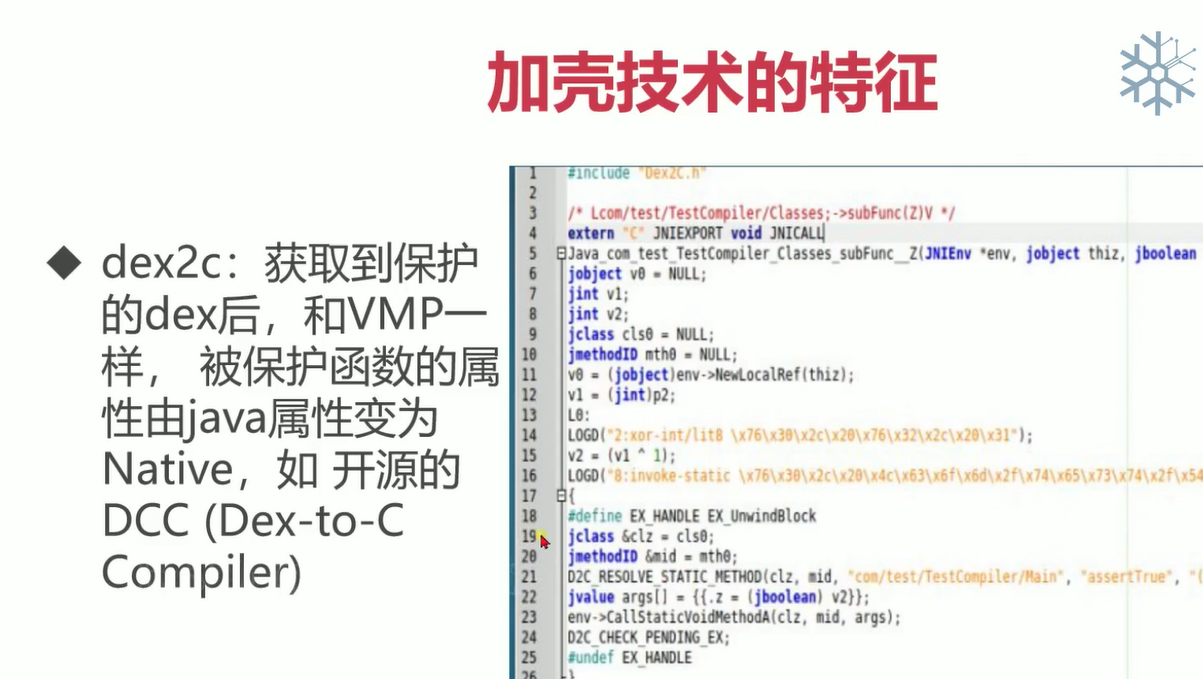 加壳技术的特征
◆ dex2c：获取到保护
的dex后，和VMP一
样， 被保护函数的属
性由java属性变为
Native，如 开源的
DCC (Dex-to-C
Compiler)
1 #include "Dex2C.h"
2
3 /* Lcom/test/TestCompiler/Classes;->subFunc(Z)V */
4 extern "C" JNIEXPORT void JNICALL
5 Java_com_test_TestCompiler_Classes_subFunc__Z(JNIEnv *env, jobject thiz, jboolean
6 jobject v0 = NULL;
7 jint v1;
8 jint v2;
9 jclass cls0 = NULL;
10 jmethodID mth0 = NULL;
11 v0 = (jobject)env->NewLocalRef(thiz);
12 v1 = (jint)p2;
13 L0:
14 LOGD("2:xor-int/lit8 \x76\x30\x2c\x20\x76\x32\x2c\x20\x31");
15 v2 = (v1 ^ 1);
16 LOGD("8:invoke-static \x76\x30\x2c\x20\x4c\x63\x6f\x6d\x2f\x74\x65\x73\x74\x2f\x54
17 {
18 #define EX_HANDLE EX_UnwindBlock
19 jclass &clz = cls0;
20 jmethodID &mid = mth0;
21 D2C_RESOLVE_STATIC_METHOD(clz, mid, "com/test/TestCompiler/Main", "assertTrue", "(
22 jvalue args[] = {{.z = (jboolean) v2}};
23 env->CallStaticVoidMethodA(clz, mid, args);
24 D2C_CHECK_PENDING_EX;
25 #undef EX_HANDLE
26 }